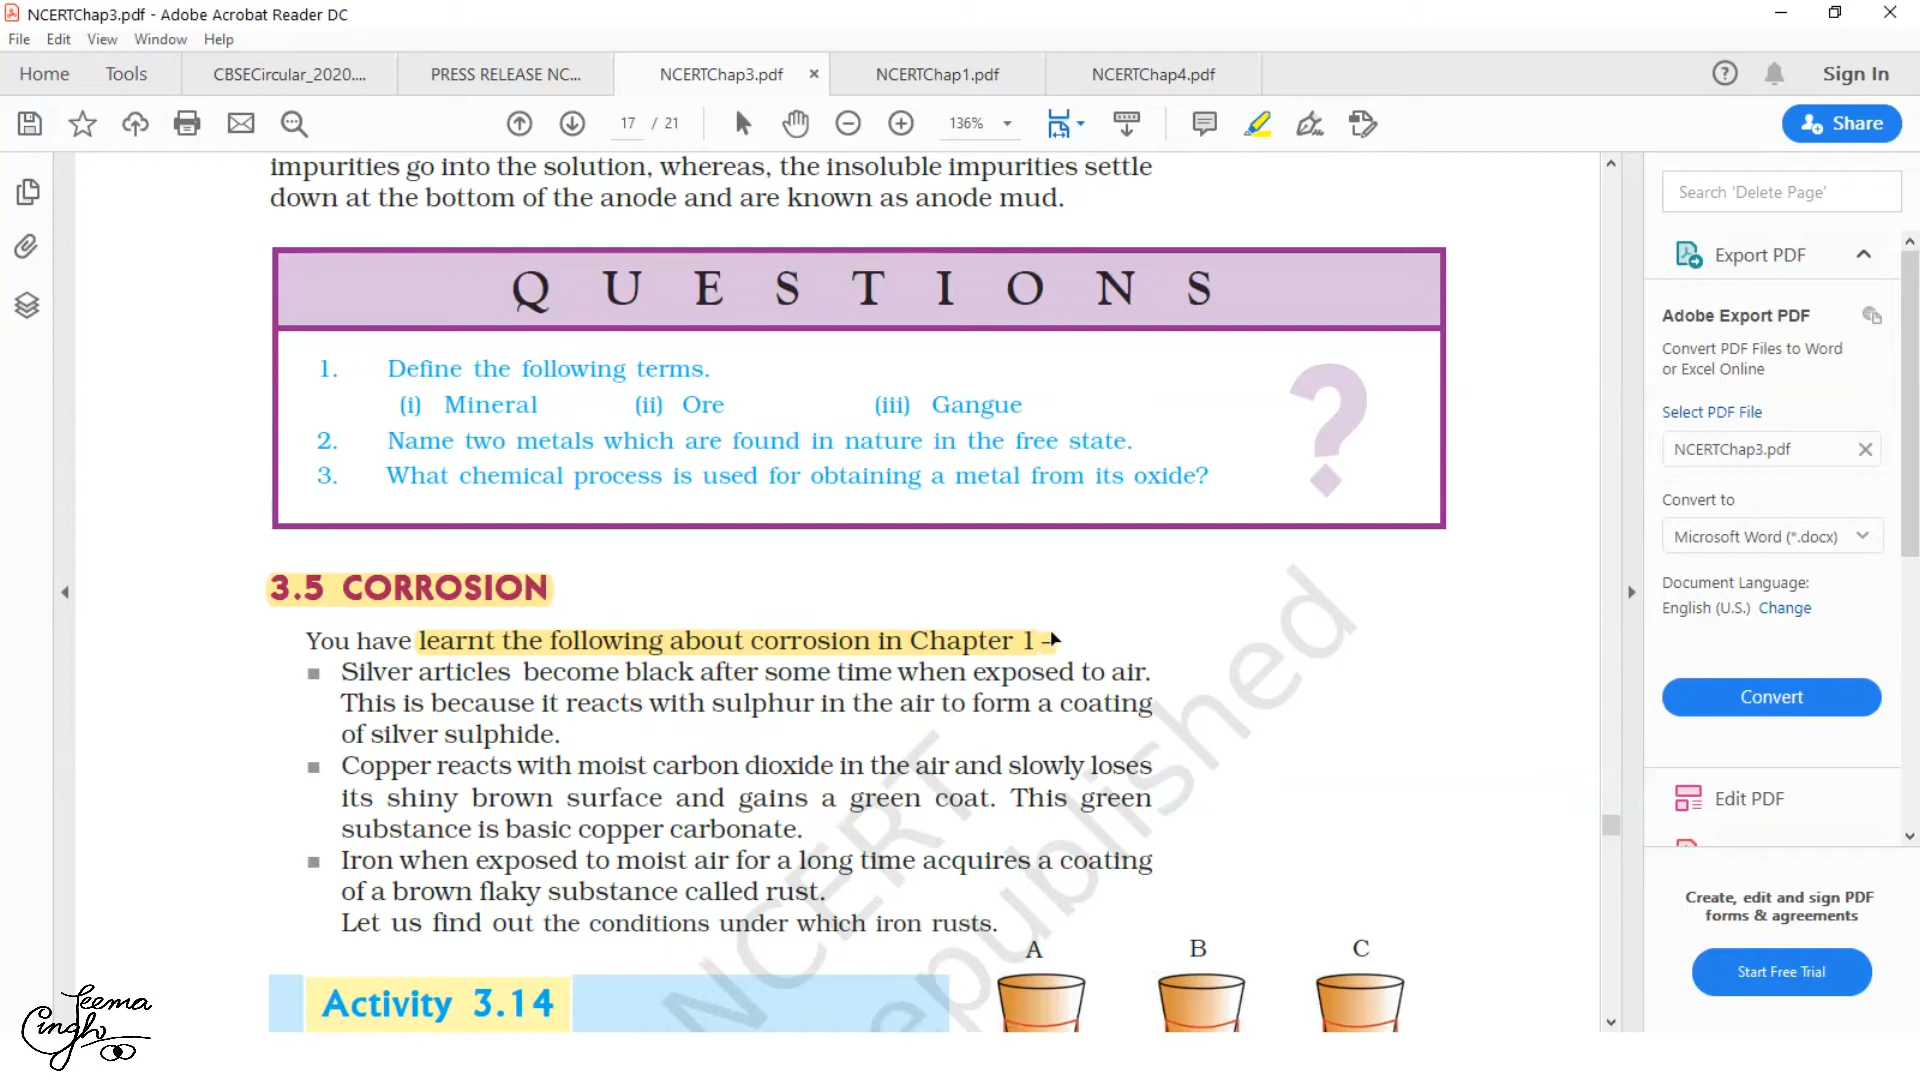 NCERTChap3.pdf - Adobe Acrobat Reader DC
File Edit View Window Help
Home Tools CBSECircular_2020.... PRESS RELEASE NC... NCERTChap3.pdf × NCERTChap1.pdf NCERTChap4.pdf Sign In
17 / 21 136% Share
impurities go into the solution, whereas, the insoluble impurities settle
down at the bottom of the anode and are known as anode mud.
QUESTIONS
1. Define the following terms.
(i) Mineral (ii) Ore (iii) Gangue
2. Name two metals which are found in nature in the free state.
3. What chemical process is used for obtaining a metal from its oxide?
?
3.5 CORROSION
You have learnt the following about corrosion in Chapter 1 –
■ Silver articles become black after some time when exposed to air.
This is because it reacts with sulphur in the air to form a coating
of silver sulphide.
■ Copper reacts with moist carbon dioxide in the air and slowly loses
its shiny brown surface and gains a green coat. This green
substance is basic copper carbonate.
■ Iron when exposed to moist air for a long time acquires a coating
of a brown flaky substance called rust.
Let us find out the conditions under which iron rusts.
A B C
Activity 3.14
NCERT
republished
Search 'Delete Page'
Export PDF
Adobe Export PDF
Convert PDF Files to Word
or Excel Online
Select PDF File
NCERTChap3.pdf
Convert to
Microsoft Word (*.docx)
Document Language:
English (U.S.) Change
Convert
Edit PDF
Create, edit and sign PDF
forms & agreements
Start Free Trial
Seema
Singh